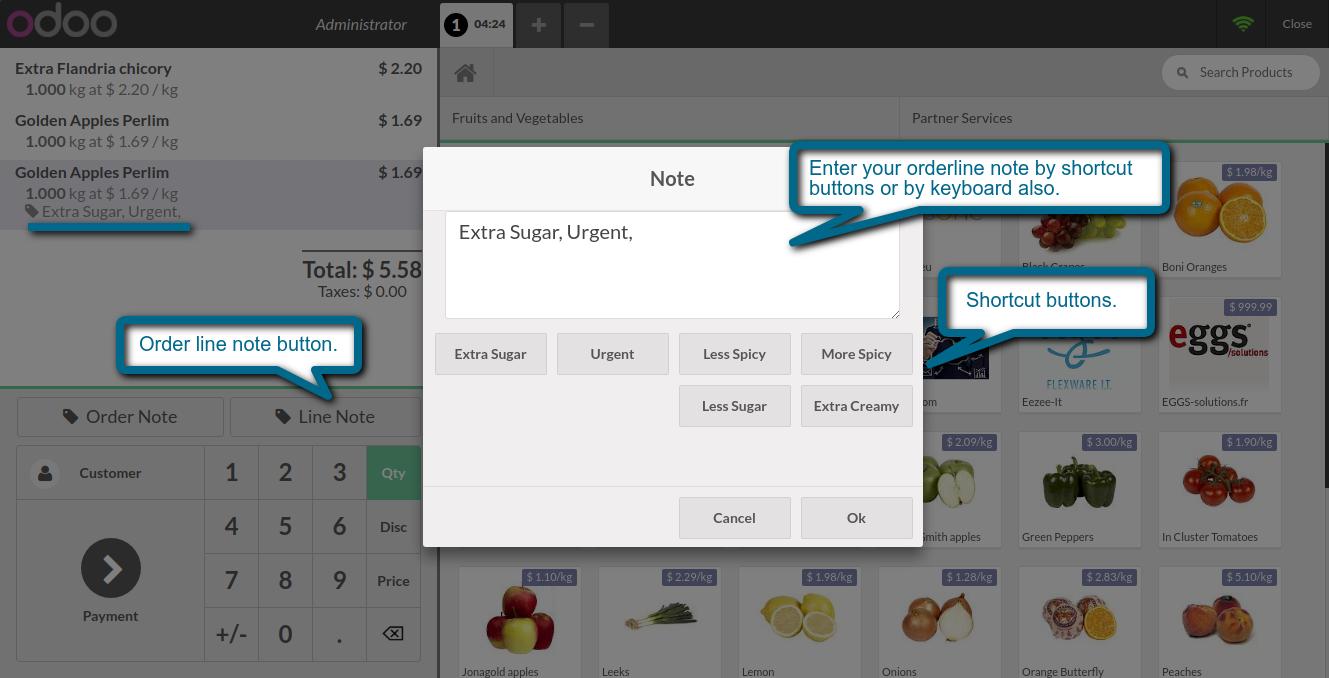 odoo
Administrator
1 04:24
+
−
Close
Extra Flandria chicory $ 2.20
1.000 kg at $ 2.20 / kg
Golden Apples Perlim $ 1.69
1.000 kg at $ 1.69 / kg
Golden Apples Perlim $ 1.69
1.000 kg at $ 1.69 / kg
Extra Sugar, Urgent,
Total: $ 5.58
Taxes: $ 0.00
Order line note button.
Order Note
Line Note
Customer
1 2 3 Qty
4 5 6 Disc
7 8 9 Price
+/- 0 .
Payment
Search Products
Fruits and Vegetables
Partner Services
Note
Enter your orderline note by shortcut
buttons or by keyboard also.
Extra Sugar, Urgent,
Shortcut buttons.
Extra Sugar
Urgent
Less Spicy
More Spicy
Less Sugar
Extra Creamy
Cancel
Ok
$ 1.98/kg
Black Grapes
Boni Oranges
$ 999.99
FLEXWARE I.T.
eggs
/solutions
Eezee-It
EGGS-solutions.fr
$ 2.09/kg
$ 3.00/kg
$ 1.90/kg
Smith apples
Green Peppers
In Cluster Tomatoes
$ 1.10/kg
$ 2.29/kg
$ 1.98/kg
$ 1.28/kg
$ 2.83/kg
$ 5.10/kg
Jonagold apples
Leeks
Lemon
Onions
Orange Butterfly
Peaches